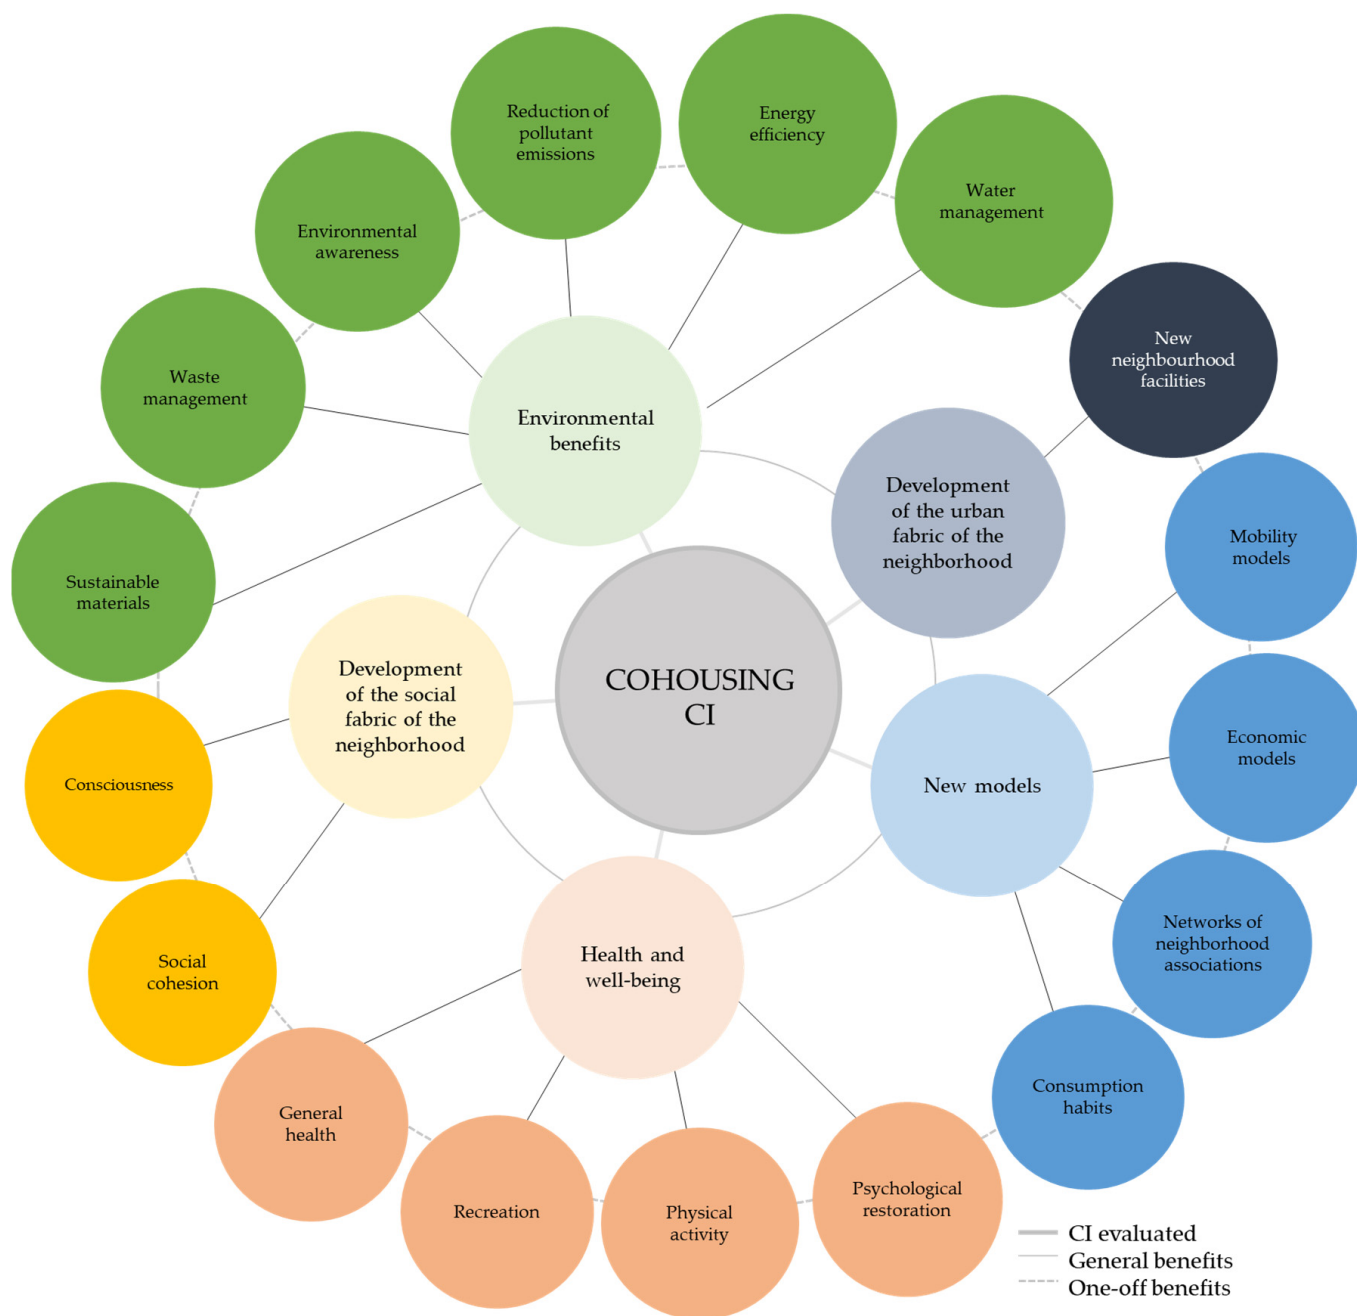 Reduction of
pollutant
emissions
Energy
efficiency
Water
management
Environmental
awareness
New
neighbourhood
facilities
Waste
management
Environmental
benefits
Development
of the urban
fabric of the
neighborhood
Mobility
models
Sustainable
materials
Development
of the social
fabric of the
neighborhood
COHOUSING
CI
Economic
models
Consciousness
New models
Networks of
neighborhood
associations
Social
cohesion
Health and
well-being
Consumption
habits
General
health
Recreation
Physical
activity
Psychological
restoration
CI evaluated
General benefits
One-off benefits